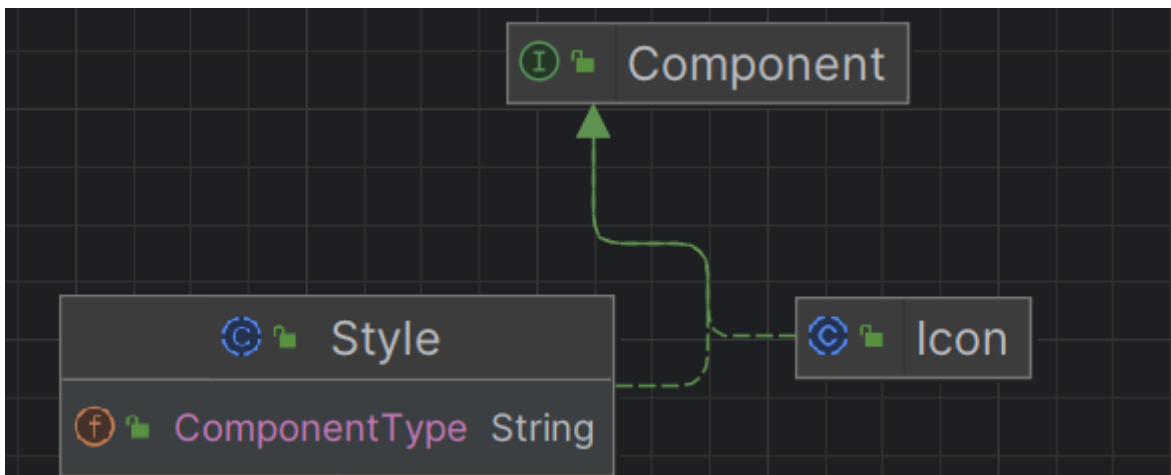 I Component
C Style
C Icon
f ComponentType String